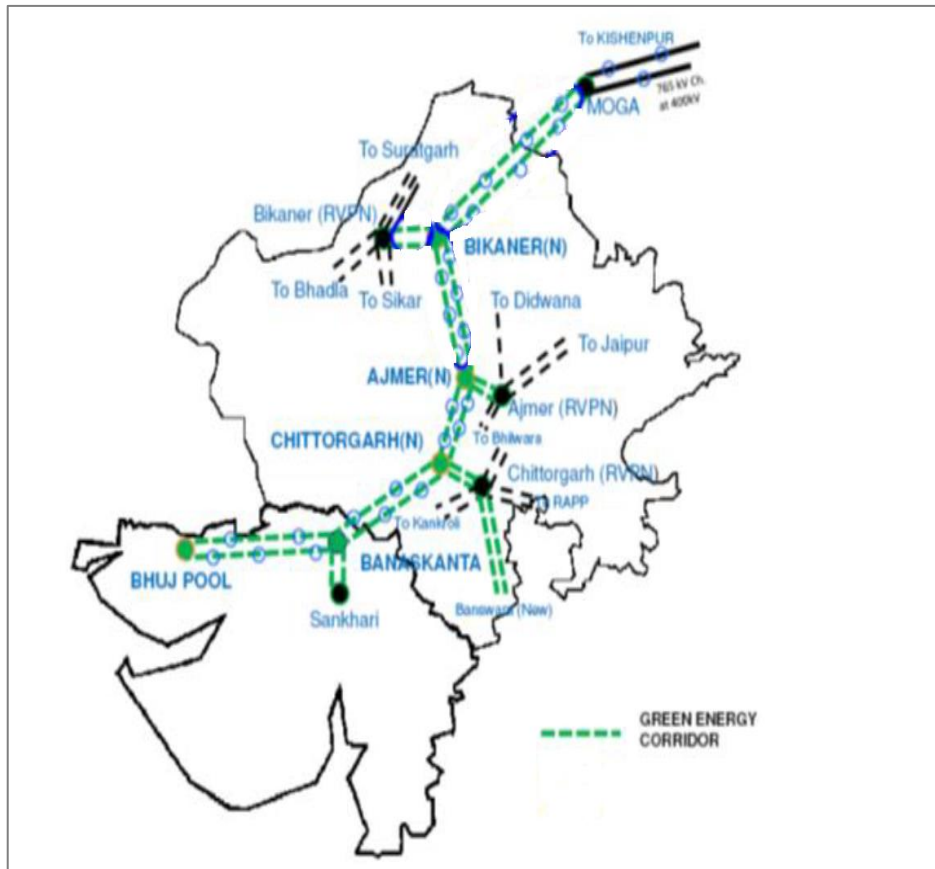 To KISHENPUR
765 kV Ch.
at 400kV
MOGA
To Suratgarh
Bikaner (RVPN)
BIKANER(N)
To Bhadla
To Sikar
To Didwana
To Jaipur
AJMER(N)
Ajmer (RVPN)
To Bhilwara
CHITTORGARH(N)
Chittorgarh (RVPN)
To RAPP
To Kankroli
BANASKANTA
BHUJ POOL
Sankhari
Banswara (New)
GREEN ENERGY
CORRIDOR